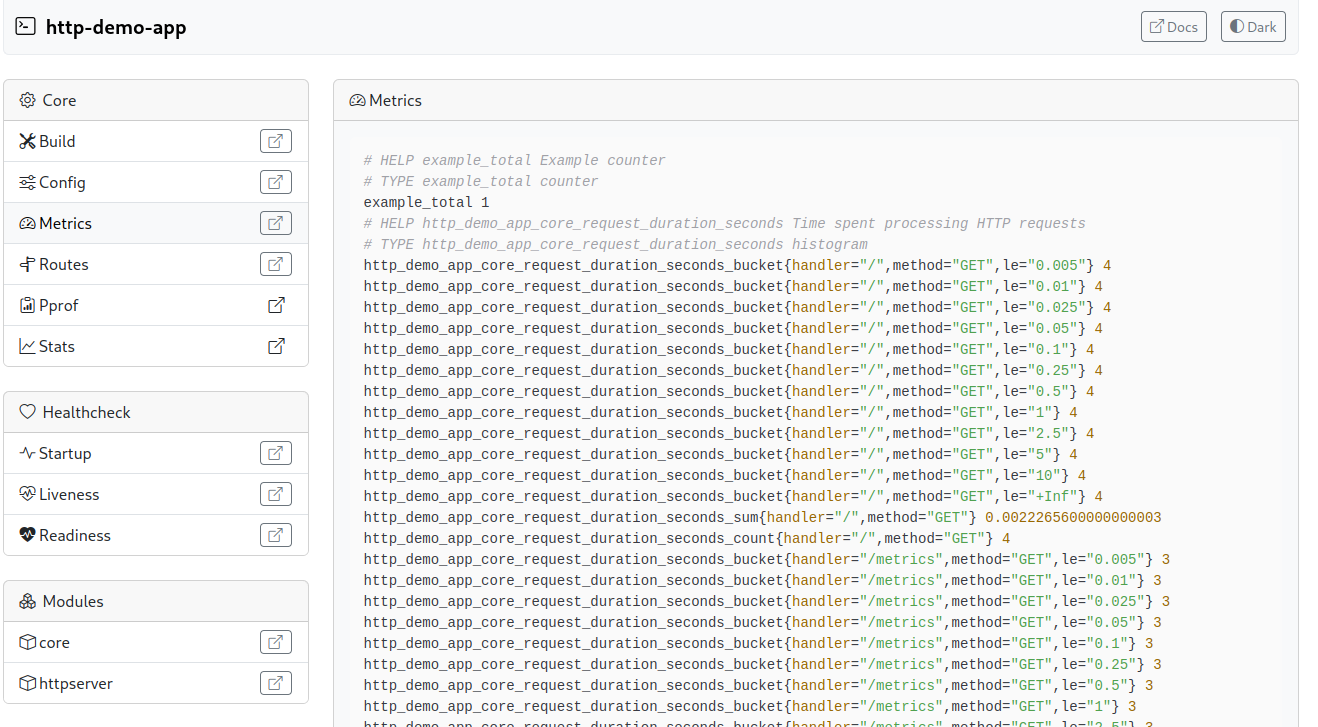 http-demo-app
Docs
Dark
Core
Build
Config
Metrics
Routes
Pprof
Stats
Healthcheck
Startup
Liveness
Readiness
Modules
core
httpserver
Metrics
# HELP example_total Example counter
# TYPE example_total counter
example_total 1
# HELP http_demo_app_core_request_duration_seconds Time spent processing HTTP requests
# TYPE http_demo_app_core_request_duration_seconds histogram
http_demo_app_core_request_duration_seconds_bucket{handler="/",method="GET",le="0.005"} 4
http_demo_app_core_request_duration_seconds_bucket{handler="/",method="GET",le="0.01"} 4
http_demo_app_core_request_duration_seconds_bucket{handler="/",method="GET",le="0.025"} 4
http_demo_app_core_request_duration_seconds_bucket{handler="/",method="GET",le="0.05"} 4
http_demo_app_core_request_duration_seconds_bucket{handler="/",method="GET",le="0.1"} 4
http_demo_app_core_request_duration_seconds_bucket{handler="/",method="GET",le="0.25"} 4
http_demo_app_core_request_duration_seconds_bucket{handler="/",method="GET",le="0.5"} 4
http_demo_app_core_request_duration_seconds_bucket{handler="/",method="GET",le="1"} 4
http_demo_app_core_request_duration_seconds_bucket{handler="/",method="GET",le="2.5"} 4
http_demo_app_core_request_duration_seconds_bucket{handler="/",method="GET",le="5"} 4
http_demo_app_core_request_duration_seconds_bucket{handler="/",method="GET",le="10"} 4
http_demo_app_core_request_duration_seconds_bucket{handler="/",method="GET",le="+Inf"} 4
http_demo_app_core_request_duration_seconds_sum{handler="/",method="GET"} 0.0022265600000000003
http_demo_app_core_request_duration_seconds_count{handler="/",method="GET"} 4
http_demo_app_core_request_duration_seconds_bucket{handler="/metrics",method="GET",le="0.005"} 3
http_demo_app_core_request_duration_seconds_bucket{handler="/metrics",method="GET",le="0.01"} 3
http_demo_app_core_request_duration_seconds_bucket{handler="/metrics",method="GET",le="0.025"} 3
http_demo_app_core_request_duration_seconds_bucket{handler="/metrics",method="GET",le="0.05"} 3
http_demo_app_core_request_duration_seconds_bucket{handler="/metrics",method="GET",le="0.1"} 3
http_demo_app_core_request_duration_seconds_bucket{handler="/metrics",method="GET",le="0.25"} 3
http_demo_app_core_request_duration_seconds_bucket{handler="/metrics",method="GET",le="0.5"} 3
http_demo_app_core_request_duration_seconds_bucket{handler="/metrics",method="GET",le="1"} 3
http_demo_app_core_request_duration_seconds_bucket{handler="/metrics",method="GET",le="2.5"} 3